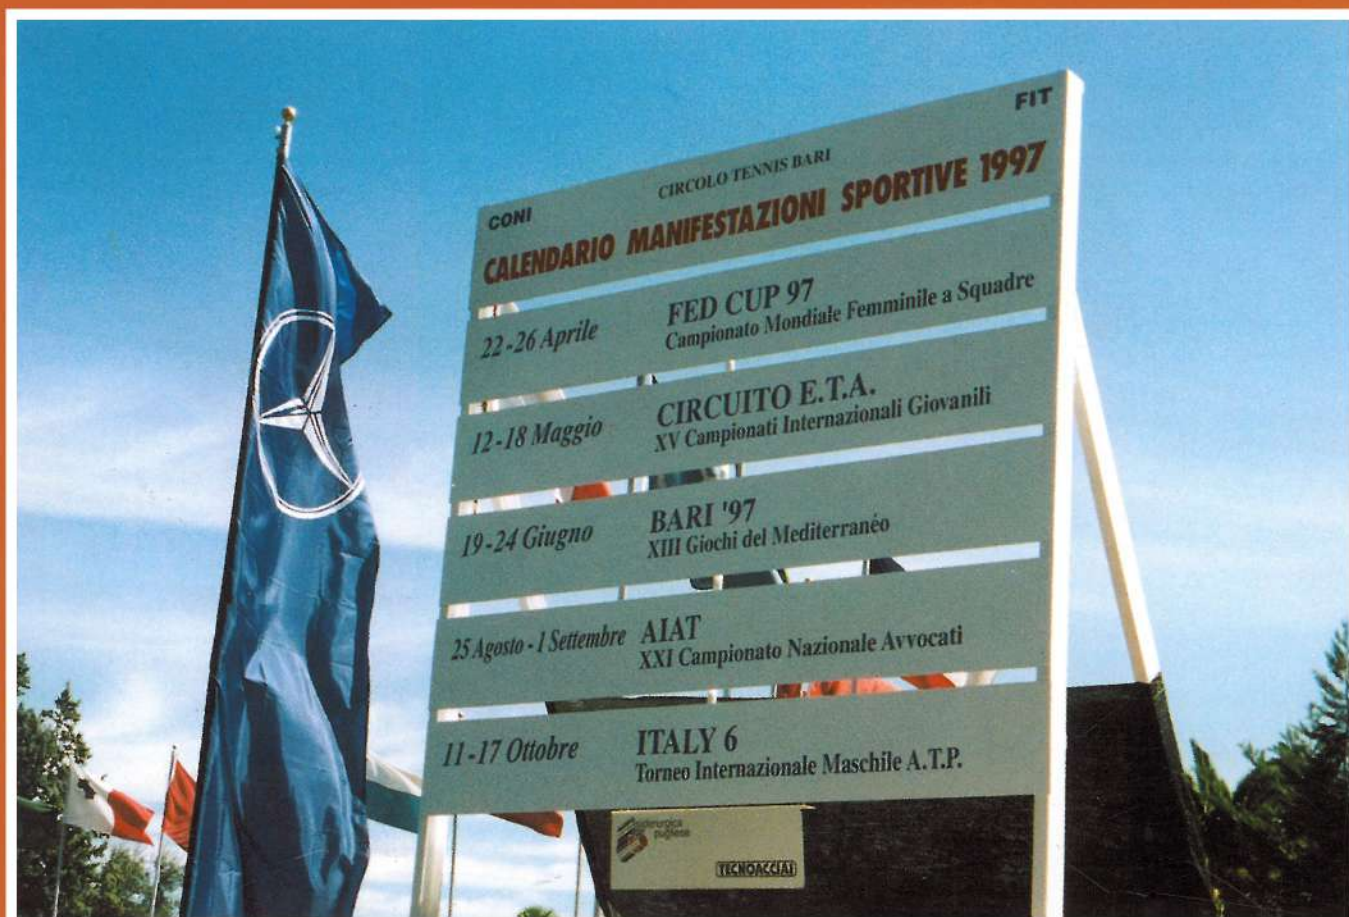 CONI
CIRCOLO TENNIS BARI
FIT
CALENDARIO MANIFESTAZIONI SPORTIVE 1997
22-26 Aprile
FED CUP 97
Campionato Mondiale Femminile a Squadre
12-18 Maggio
CIRCUITO E.T.A.
XV Campionati Internazionali Giovanili
19-24 Giugno
BARI '97
XIII Giochi del Mediterranéo
25 Agosto - 1 Settembre
AIAT
XXI Campionato Nazionale Avvocati
11-17 Ottobre
ITALY 6
Torneo Internazionale Maschile A.T.P.
pugliese
TECNOACCIAI